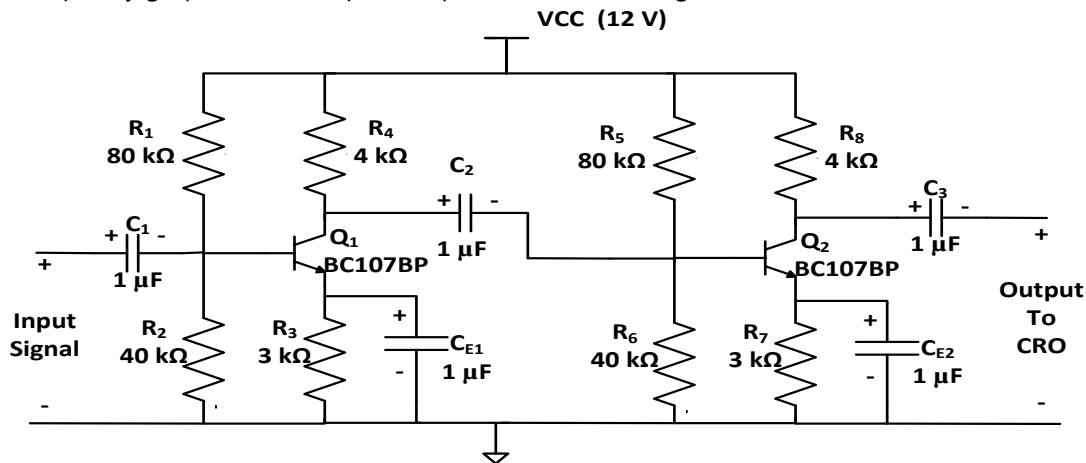 VCC (12 V)
R1
80 kΩ
R4
4 kΩ
R5
80 kΩ
R8
4 kΩ
C2
+ -
1 µF
C3
+ -
1 µF
C1
+ -
1 µF
Q1
BC107BP
Q2
BC107BP
+
+
Input
Signal
-
R2
40 kΩ
R3
3 kΩ
+
CE1
1 µF
-
R6
40 kΩ
R7
3 kΩ
+
CE2
1 µF
-
Output
To
CRO
-